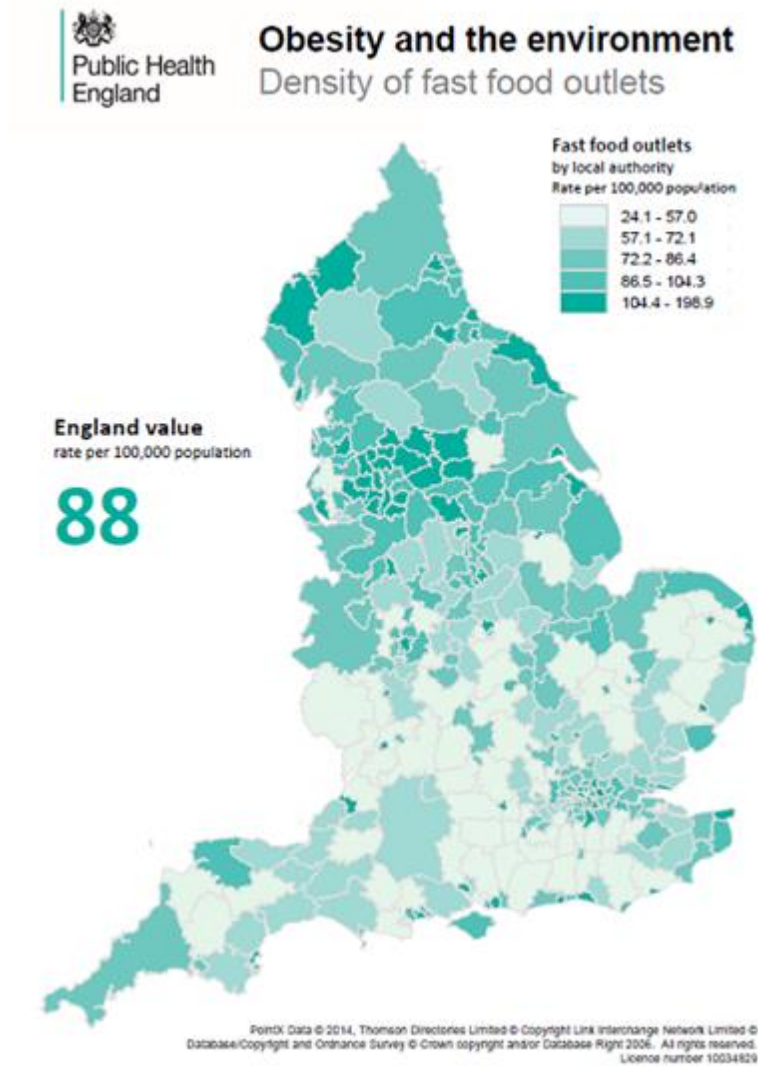 Public Health
England
Obesity and the environment
Density of fast food outlets
Fast food outlets
by local authority
Rate per 100,000 population
24.1 - 57.0
57.1 - 72.1
72.2 - 86.4
86.5 - 104.3
104.4 - 198.9
England value
rate per 100,000 population
88
PointX Data © 2014, Thomson Directories Limited © Copyright Link Interchange Network Limited ©
Database/Copyright and Ordnance Survey © Crown copyright and/or Database Right 2006. All rights reserved.
Licence number 10034829